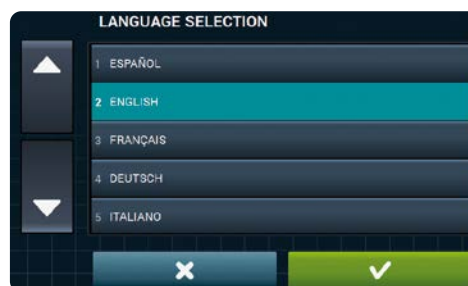 LANGUAGE SELECTION
1 ESPAÑOL
2 ENGLISH
3 FRANÇAIS
4 DEUTSCH
5 ITALIANO